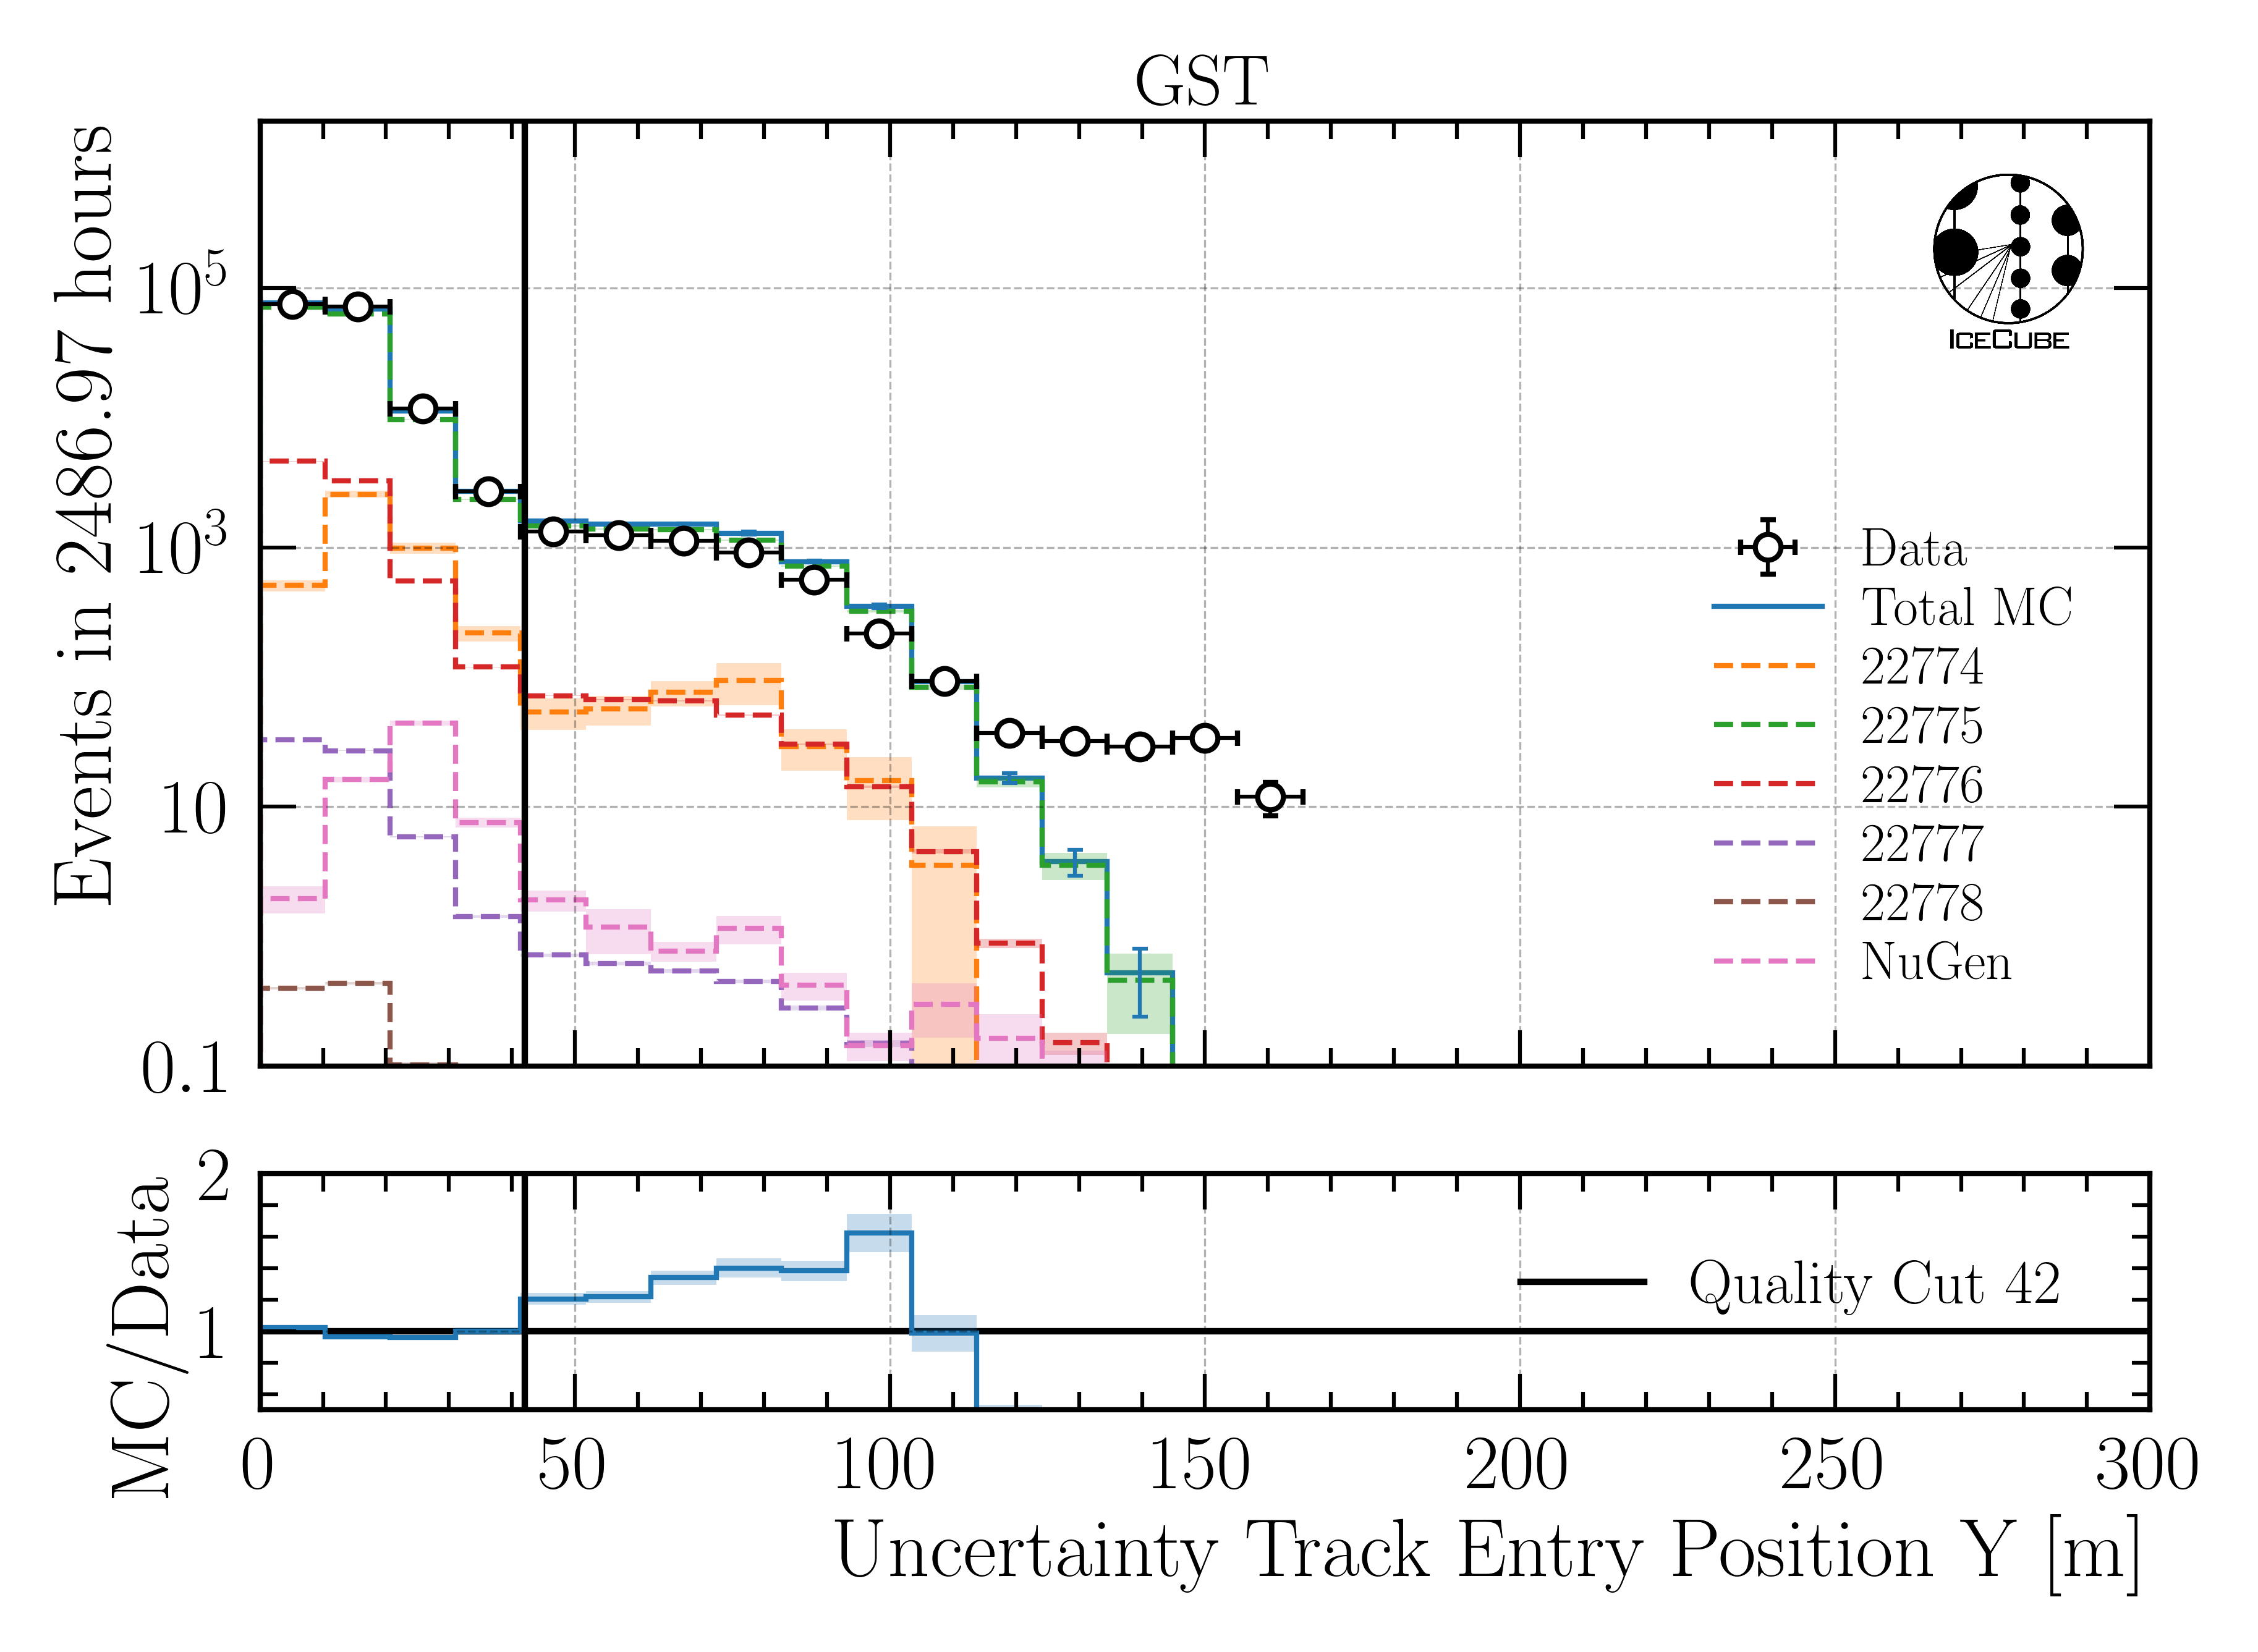 GST
Events in 2486.97 hours
10^5
10^3
10
0.1
ICECUBE
Data
Total MC
22774
22775
22776
22777
22778
NuGen
MC/Data
2
1
Quality Cut 42
0 50 100 150 200 250 300
Uncertainty Track Entry Position Y [m]